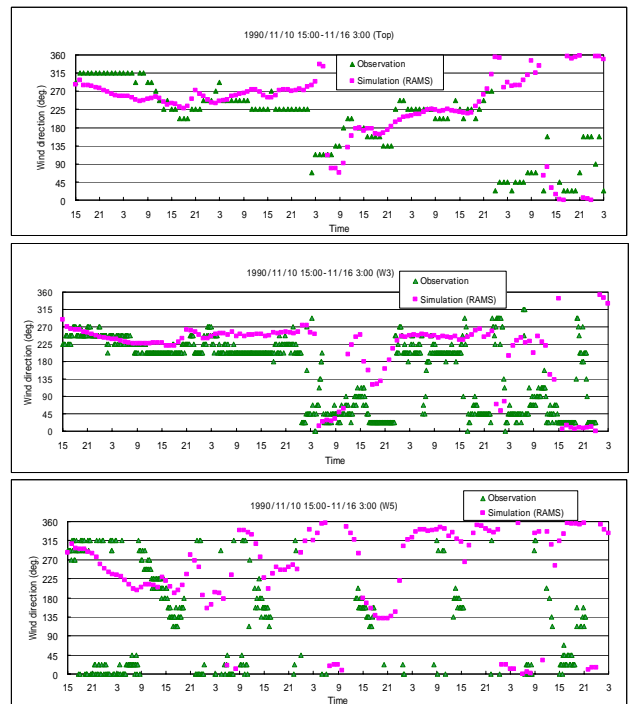 1990/11/10 15:00-11/16 3:00 (Top)
Observation
Simulation (RAMS)
Wind direction (deg.)
360
315
270
225
180
135
90
45
0
15 21 3 9 15 21 3 9 15 21 3 9 15 21 3 9 15 21 3 9 15 21 3
Time
1990/11/10 15:00-11/16 3:00 (W3)
Observation
Simulation (RAMS)
Wind direction (deg.)
360
315
270
225
180
135
90
45
0
15 21 3 9 15 21 3 9 15 21 3 9 15 21 3 9 15 21 3 9 15 21 3
Time
1990/11/10 15:00-11/16 3:00 (W5)
Observation
Simulation (RAMS)
Wind direction (deg.)
360
315
270
225
180
135
90
45
0
15 21 3 9 15 21 3 9 15 21 3 9 15 21 3 9 15 21 3 9 15 21 3
Time